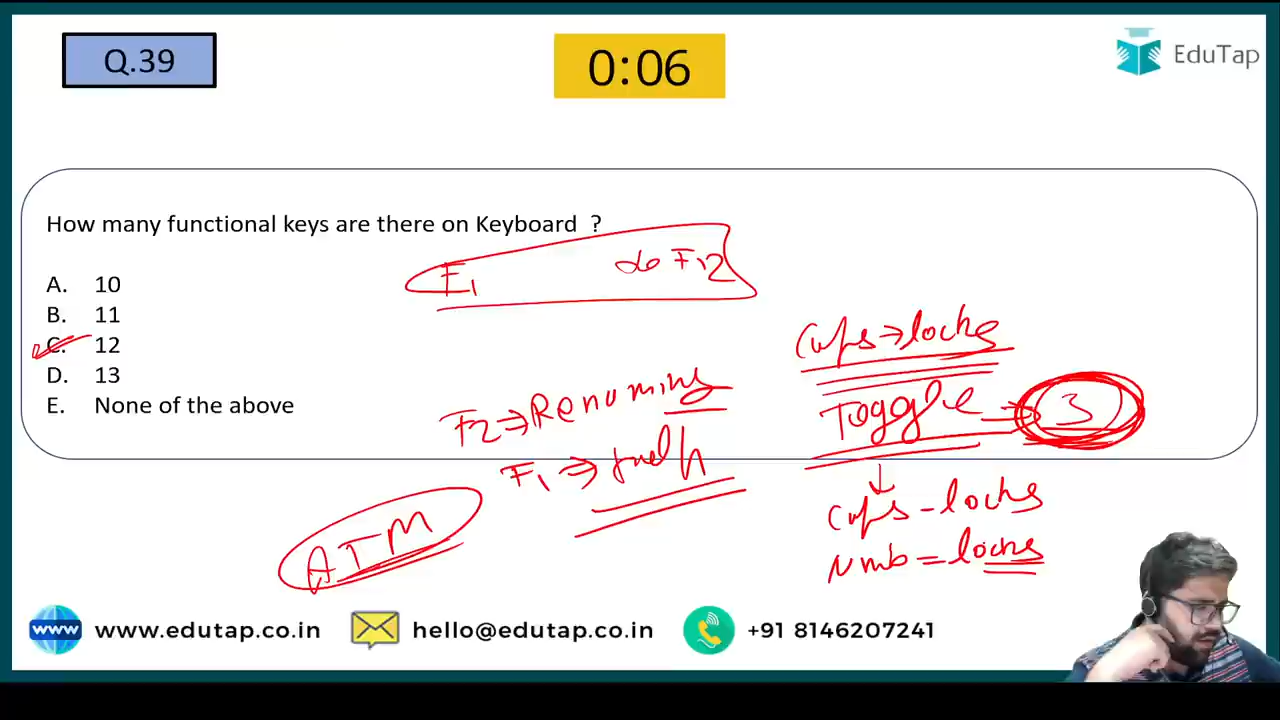 Q.39
0:06
EduTap
How many functional keys are there on Keyboard ?
F1 to F12
A. 10
B. 11
C. 12
D. 13
E. None of the above
Caps → locks
F2 ⇒ Renaming
Toggle ⇒ 3
F1 ⇒
Caps - locks
Numb = locks
ATM
www www.edutap.co.in
hello@edutap.co.in
+91 8146207241